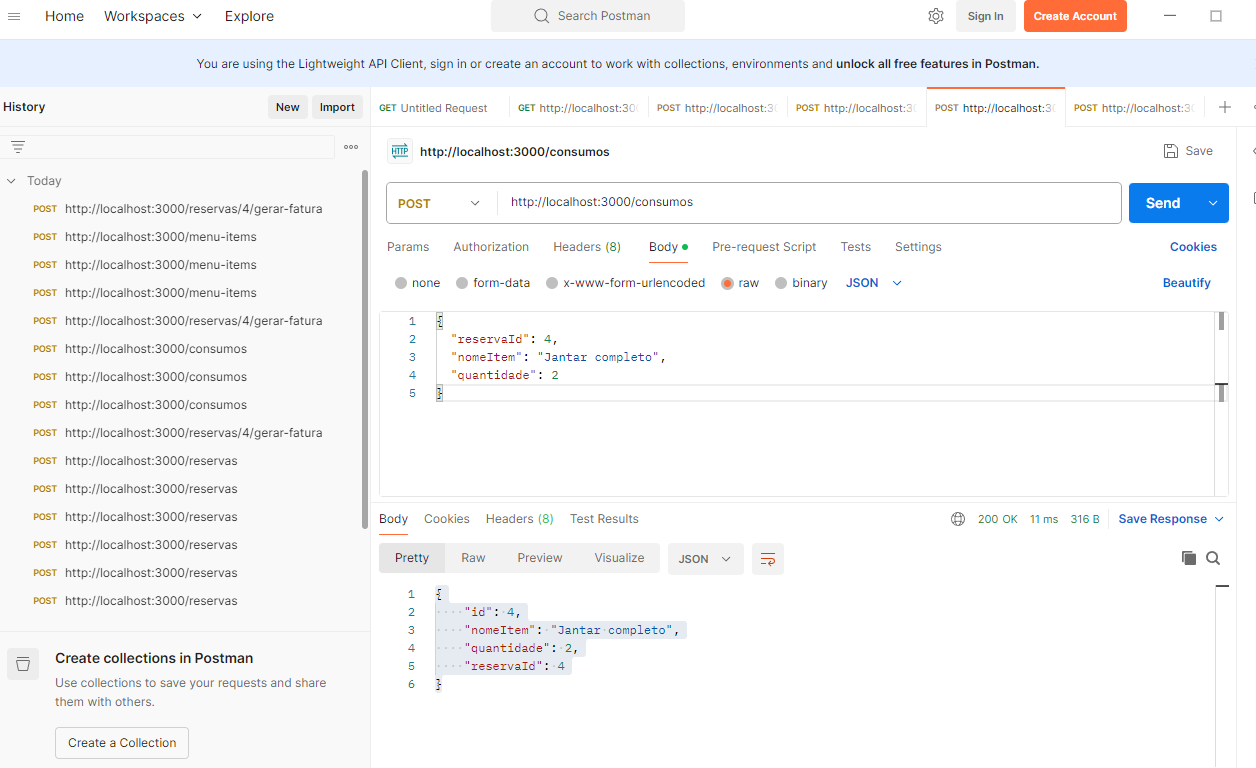 Home Workspaces Explore Search Postman Sign In Create Account
You are using the Lightweight API Client, sign in or create an account to work with collections, environments and unlock all free features in Postman.
History New Import
Today
POST http://localhost:3000/reservas/4/gerar-fatura
POST http://localhost:3000/menu-items
POST http://localhost:3000/menu-items
POST http://localhost:3000/menu-items
POST http://localhost:3000/reservas/4/gerar-fatura
POST http://localhost:3000/consumos
POST http://localhost:3000/consumos
POST http://localhost:3000/consumos
POST http://localhost:3000/reservas/4/gerar-fatura
POST http://localhost:3000/reservas
POST http://localhost:3000/reservas
POST http://localhost:3000/reservas
POST http://localhost:3000/reservas
POST http://localhost:3000/reservas
POST http://localhost:3000/reservas
Create collections in Postman
Use collections to save your requests and share
them with others.
Create a Collection
GET Untitled Request GET http://localhost:30 POST http://localhost:3 POST http://localhost:3 POST http://localhost:3 POST http://localhost:3
HTTP http://localhost:3000/consumos Save
POST http://localhost:3000/consumos Send
Params Authorization Headers (8) Body Pre-request Script Tests Settings Cookies
none form-data x-www-form-urlencoded raw binary JSON Beautify
1 {
2 "reservaId": 4,
3 "nomeItem": "Jantar completo",
4 "quantidade": 2
5 }
Body Cookies Headers (8) Test Results 200 OK 11 ms 316 B Save Response
Pretty Raw Preview Visualize JSON
1 {
2 "id": 4,
3 "nomeItem": "Jantar completo",
4 "quantidade": 2,
5 "reservaId": 4
6 }